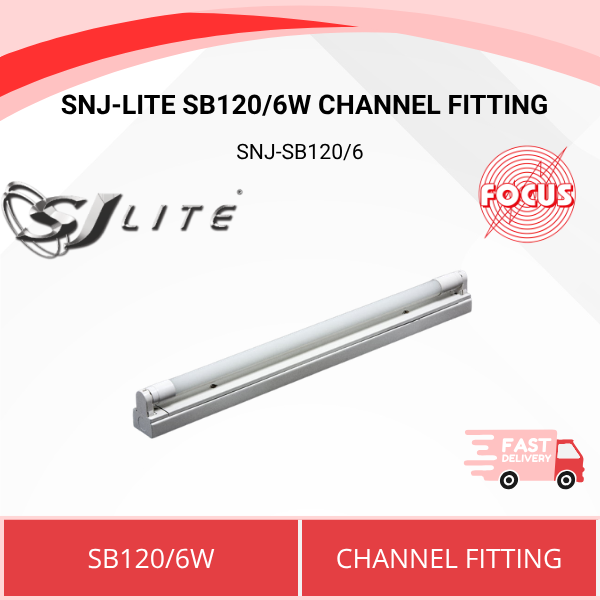 SNJ-LITE SB120/6W CHANNEL FITTING
SNJ-SB120/6
SJ LITE®
FOCUS
FAST
DELIVERY
SB120/6W
CHANNEL FITTING